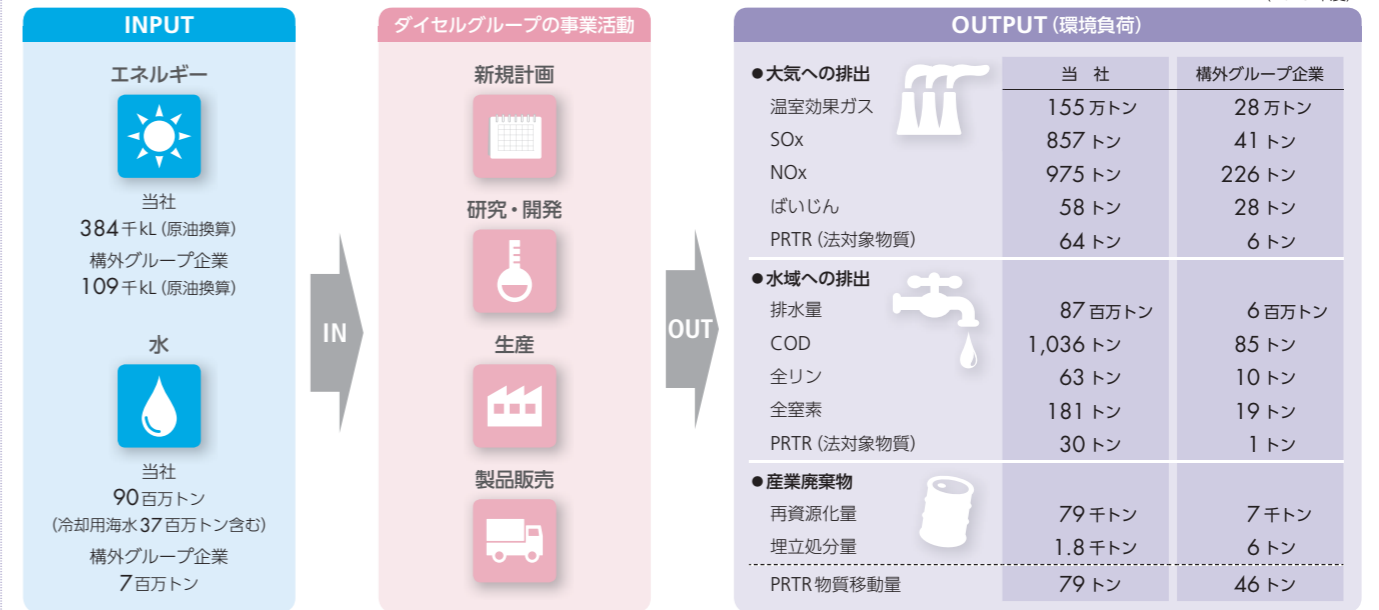 INPUT
エネルギー
当社
384千kL（原油換算）
構外グループ企業
109千kL（原油換算）
水
当社
90百万トン
（冷却用海水37百万トン含む）
構外グループ企業
7百万トン
IN
ダイセルグループの事業活動
新規計画
研究・開発
生産
製品販売
OUT
OUTPUT（環境負荷）
●大気への排出 当 社 構外グループ企業
温室効果ガス 155万トン 28万トン
SOx 857トン 41トン
NOx 975トン 226トン
ばいじん 58トン 28トン
PRTR（法対象物質） 64トン 6トン
●水域への排出
排水量 87百万トン 6百万トン
COD 1,036トン 85トン
全リン 63トン 10トン
全窒素 181トン 19トン
PRTR（法対象物質） 30トン 1トン
●産業廃棄物
再資源化量 79千トン 7千トン
埋立処分量 1.8千トン 6トン
PRTR物質移動量 79トン 46トン